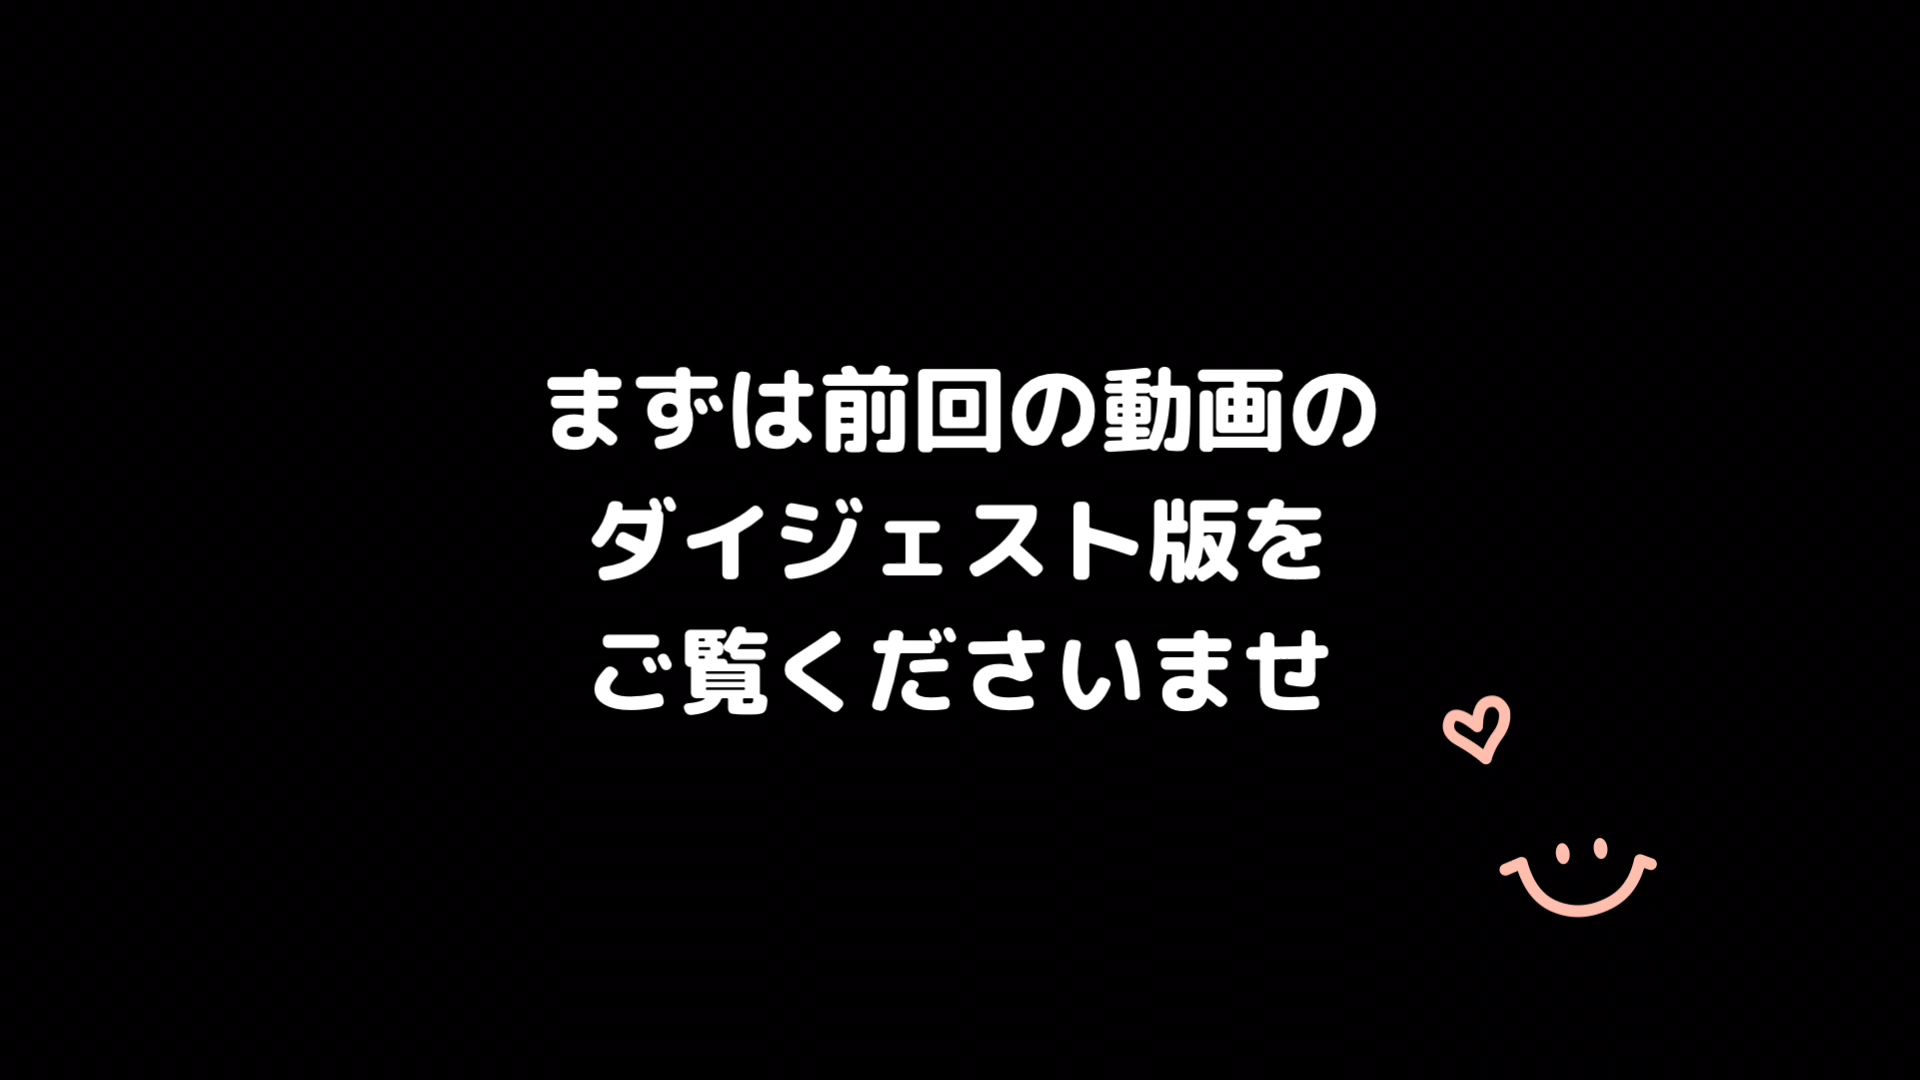 まずは前回の動画の
ダイジェスト版を
ご覧くださいませ